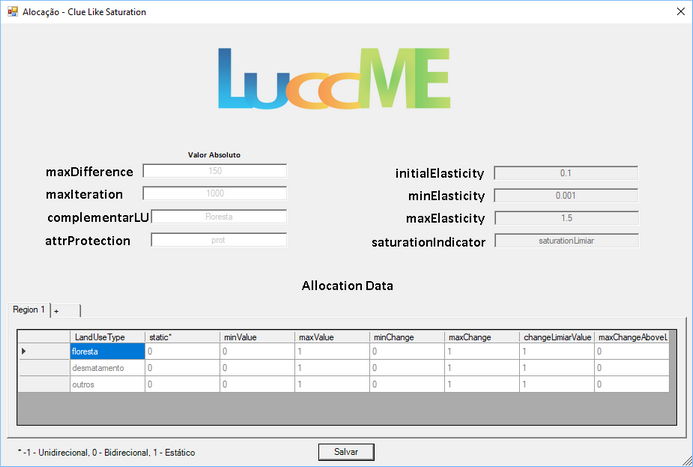 Alocação - Clue Like Saturation
LuccME
Valor Absoluto
maxDifference 150 initialElasticity 0.1
maxIteration 1000 minElasticity 0.001
complementarLU Floresta maxElasticity 1.5
attrProtection prot saturationIndicator saturationLimiar
Allocation Data
Region 1 +
LandUseType static* minValue maxValue minChange maxChange changeLimiarValue maxChangeAboveL
floresta 0 0 1 0 1 1 0
desmatamento 0 0 1 0 1 1 0
outros 0 0 1 0 1 1 0
* -1 - Unidirecional, 0 - Bidirecional, 1 - Estático Salvar